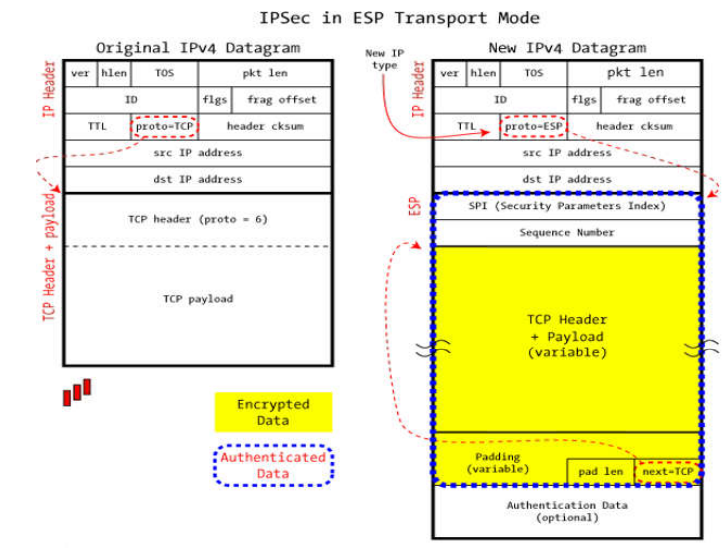 IPSec in ESP Transport Mode
Original IPv4 Datagram
IP Header
ver hlen TOS pkt len
ID flgs frag offset
TTL proto=TCP header cksum
src IP address
dst IP address
TCP Header + payload
TCP header (proto = 6)
TCP payload
Encrypted
Data
Authenticated
Data
New IP
type
New IPv4 Datagram
IP Header
ver hlen TOS pkt len
ID flgs frag offset
TTL proto=ESP header cksum
src IP address
dst IP address
ESP
SPI (Security Parameters Index)
Sequence Number
TCP Header
+ Payload
(variable)
Padding
(variable)
pad len next=TCP
Authentication Data
(optional)